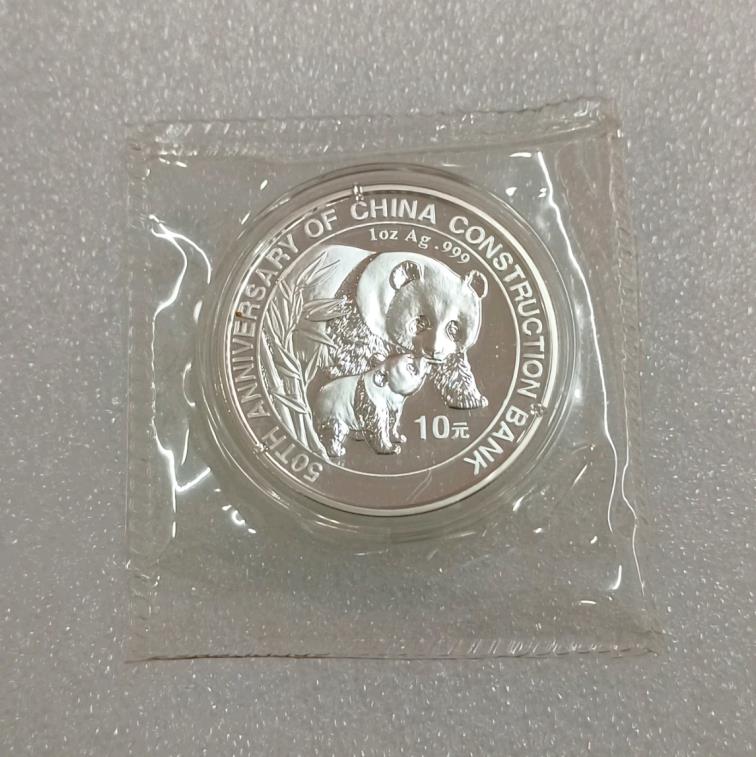 50TH ANNIVERSARY OF CHINA CONSTRUCTION BANK
1oz Ag .999
10元